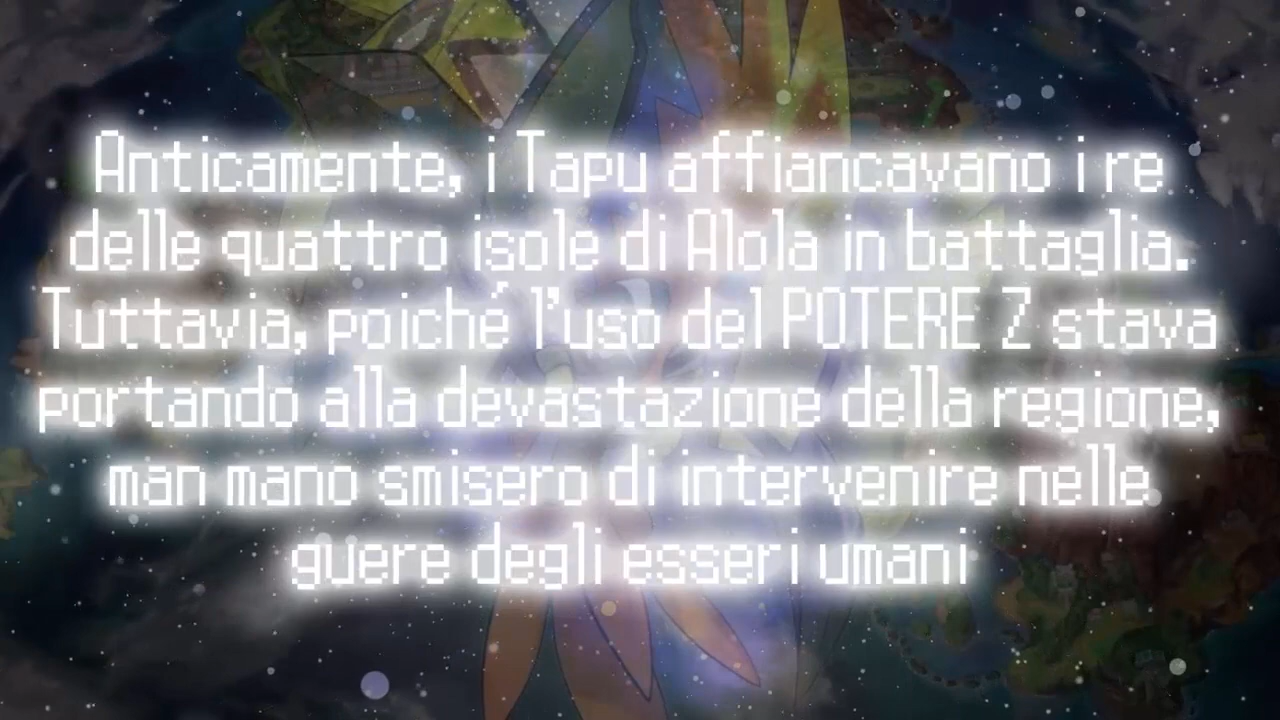 Anticamente, i Tapu affiancavano i re
delle quattro isole di Alola in battaglia.
Tuttavia, poiché l'uso del POTERE Z stava
portando alla devastazione della regione,
man mano smisero di intervenire nelle
guere degli esseri umani